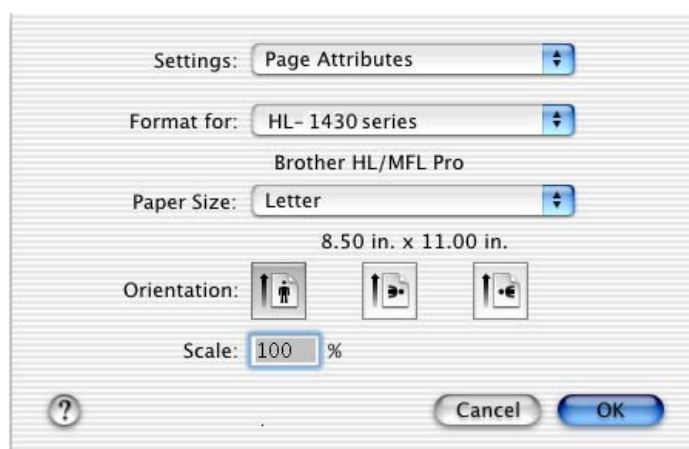 Settings: Page Attributes
Format for: HL- 1430 series
Brother HL/MFL Pro
Paper Size: Letter
8.50 in. x 11.00 in.
Orientation:
Scale: 100 %
? Cancel OK